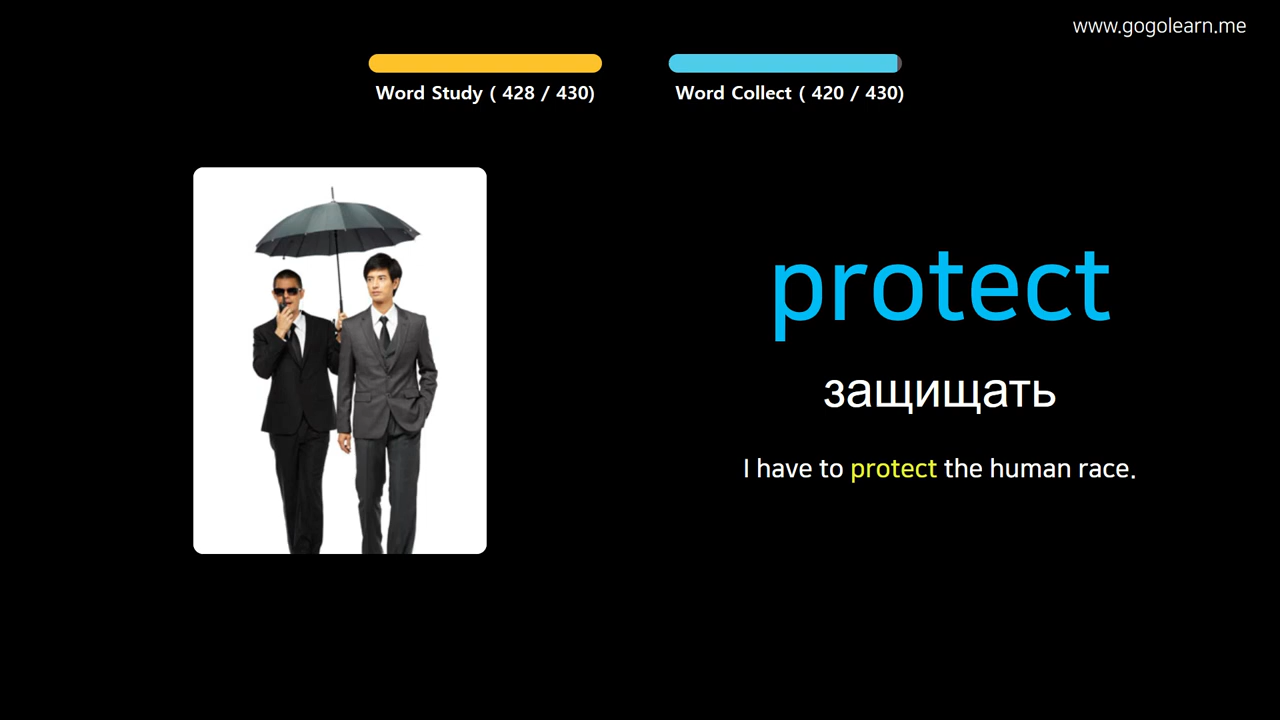 www.gogolearn.me
Word Study ( 428 / 430)
Word Collect ( 420 / 430)
protect
защищать
I have to protect the human race.